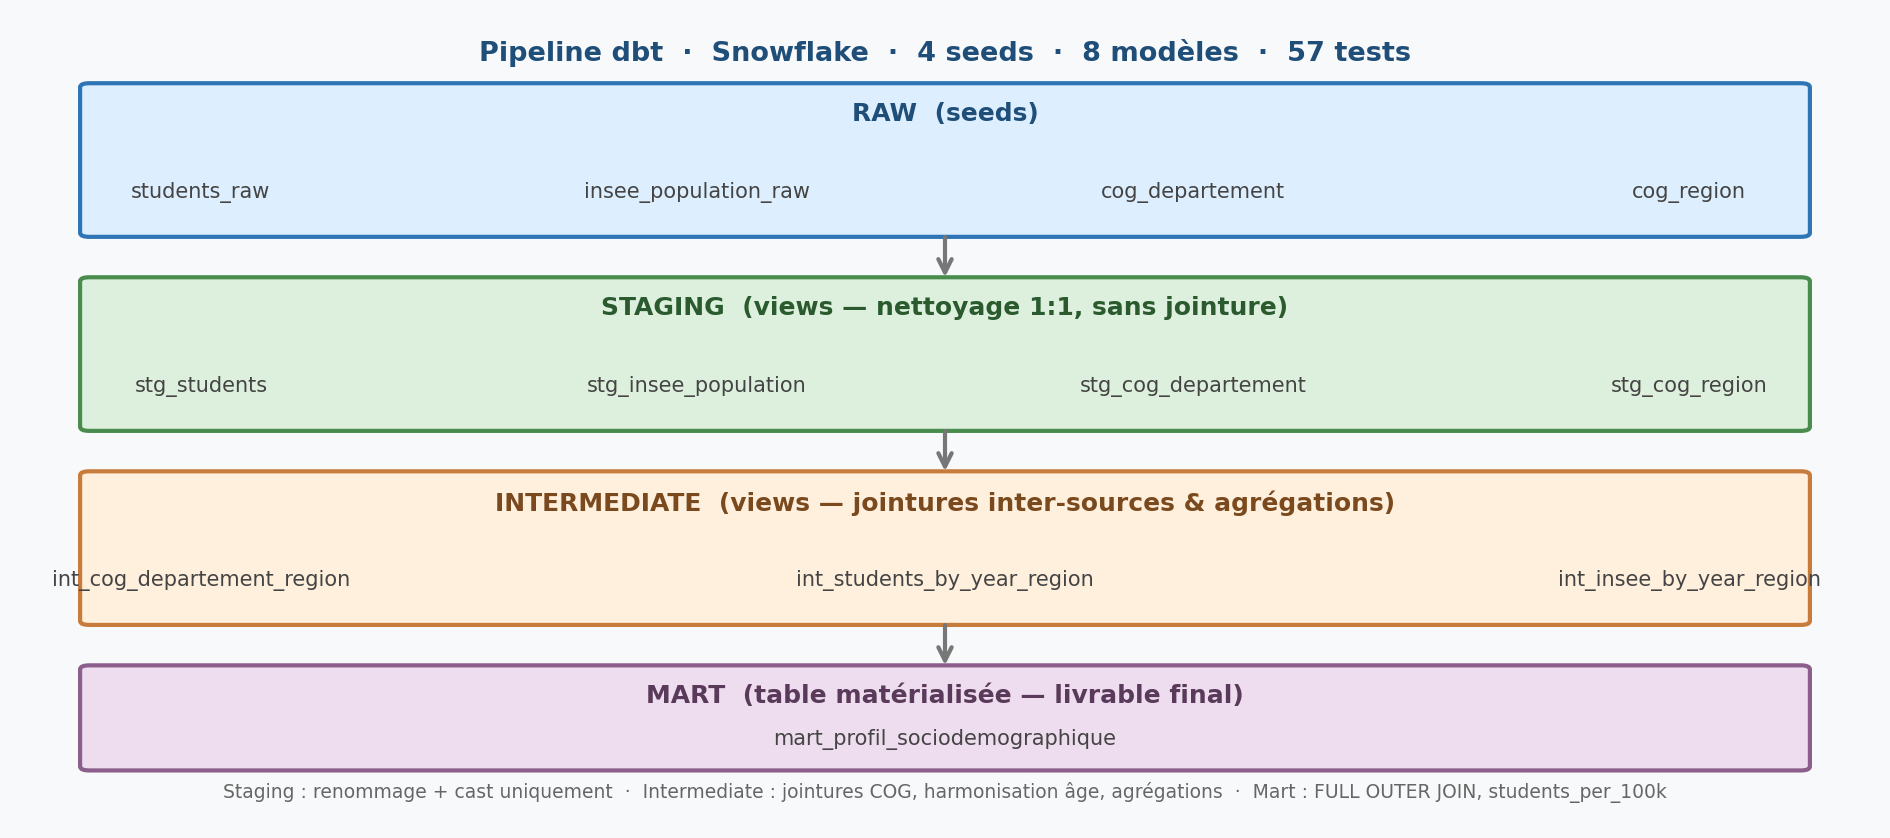 Pipeline dbt · Snowflake · 4 seeds · 8 modèles · 57 tests
RAW (seeds)
students_raw insee_population_raw cog_departement cog_region
STAGING (views — nettoyage 1:1, sans jointure)
stg_students stg_insee_population stg_cog_departement stg_cog_region
INTERMEDIATE (views — jointures inter-sources & agrégations)
int_cog_departement_region int_students_by_year_region int_insee_by_year_region
MART (table matérialisée — livrable final)
mart_profil_sociodemographique
Staging : renommage + cast uniquement · Intermediate : jointures COG, harmonisation âge, agrégations · Mart : FULL OUTER JOIN, students_per_100k